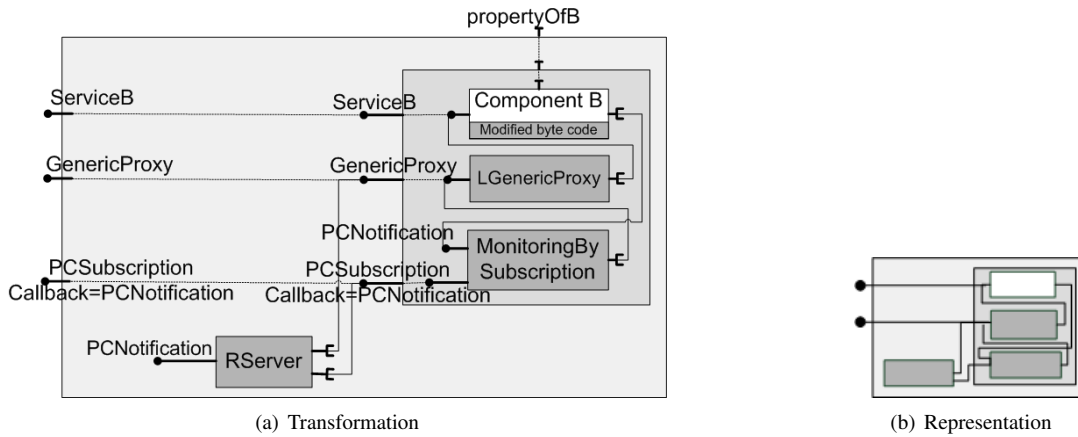 propertyOfB
ServiceB
ServiceB
Component B
Modified byte code
GenericProxy
GenericProxy
LGenericProxy
PCNotification
MonitoringBy
Subscription
PCSubscription
Callback=PCNotification
PCSubscription
Callback=PCNotification
PCNotification
RServer
(a) Transformation
(b) Representation